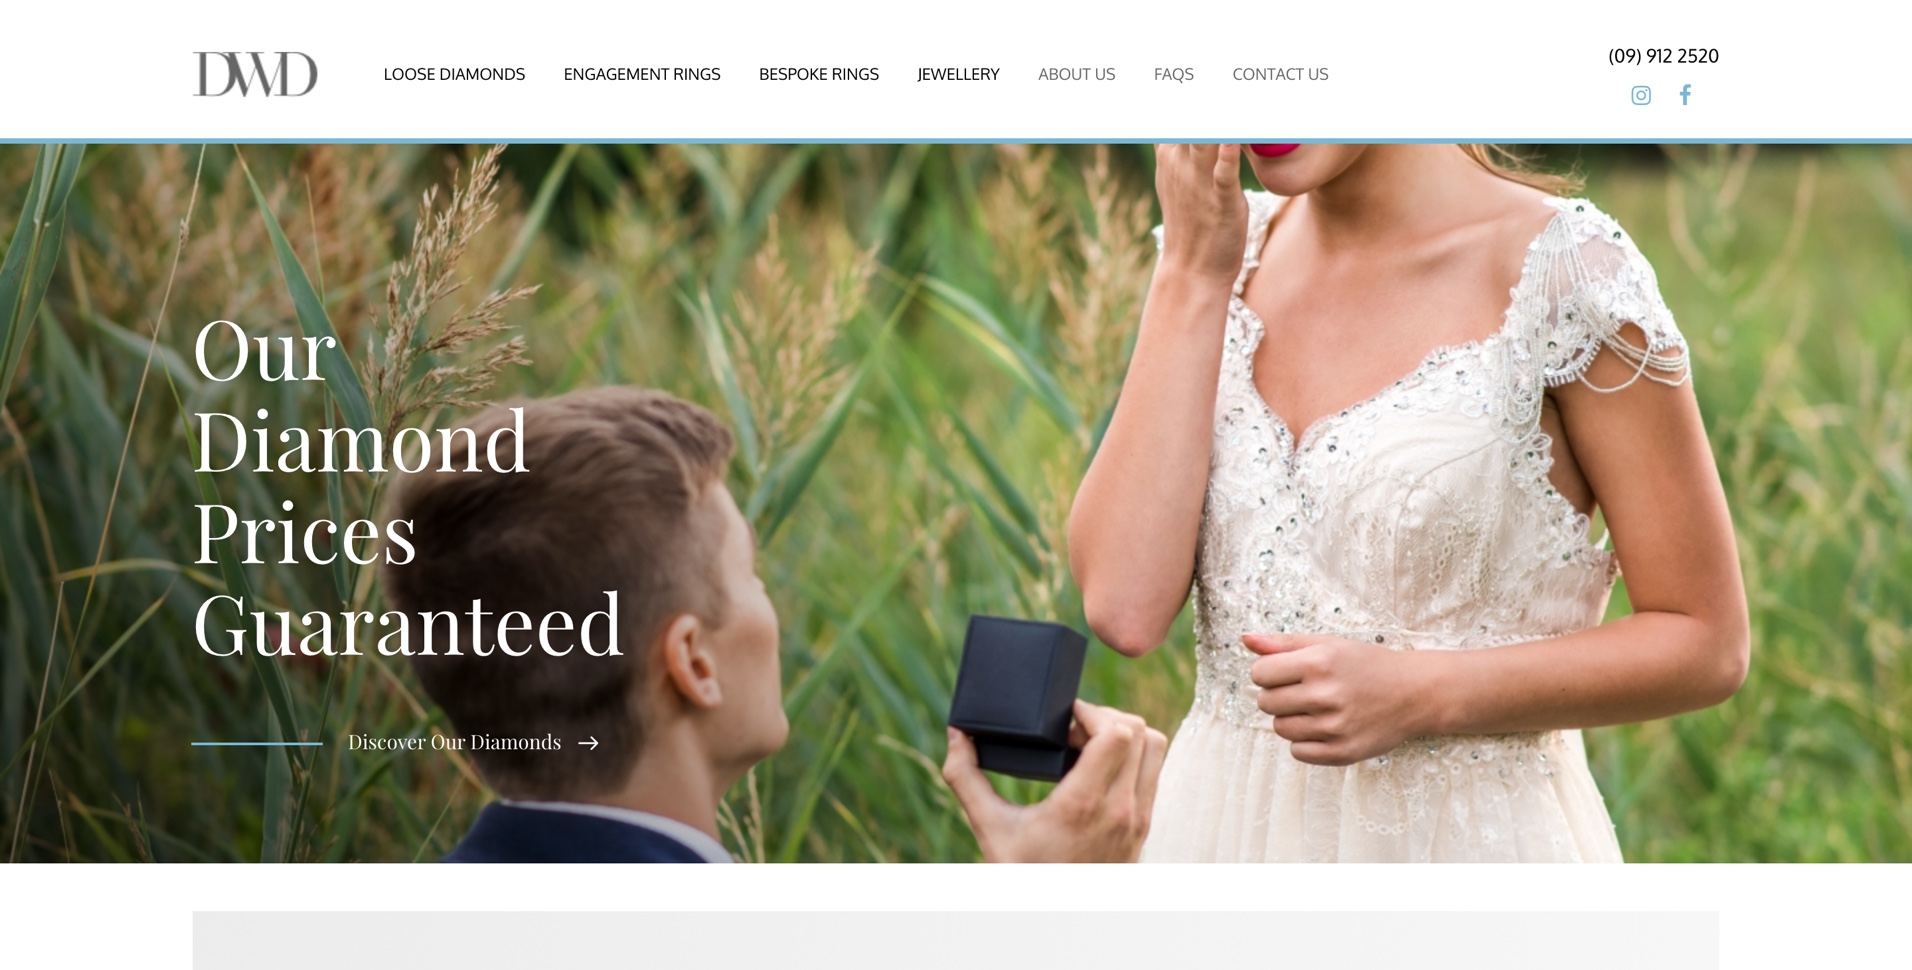 DWD
LOOSE DIAMONDS
ENGAGEMENT RINGS
BESPOKE RINGS
JEWELLERY
ABOUT US
FAQS
CONTACT US
(09) 912 2520
Our
Diamond
Prices
Guaranteed
Discover Our Diamonds